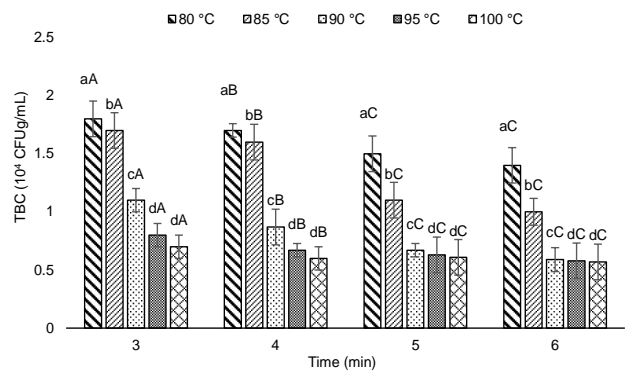 80 °C 85 °C 90 °C 95 °C 100 °C
2.5
2
1.5
1
0.5
0
TBC (10⁴ CFUg/mL)
aA bA cA dA dA
aB bB cB dB dB
aC bC cC dC dC
aC bC cC dC dC
3 4 5 6
Time (min)